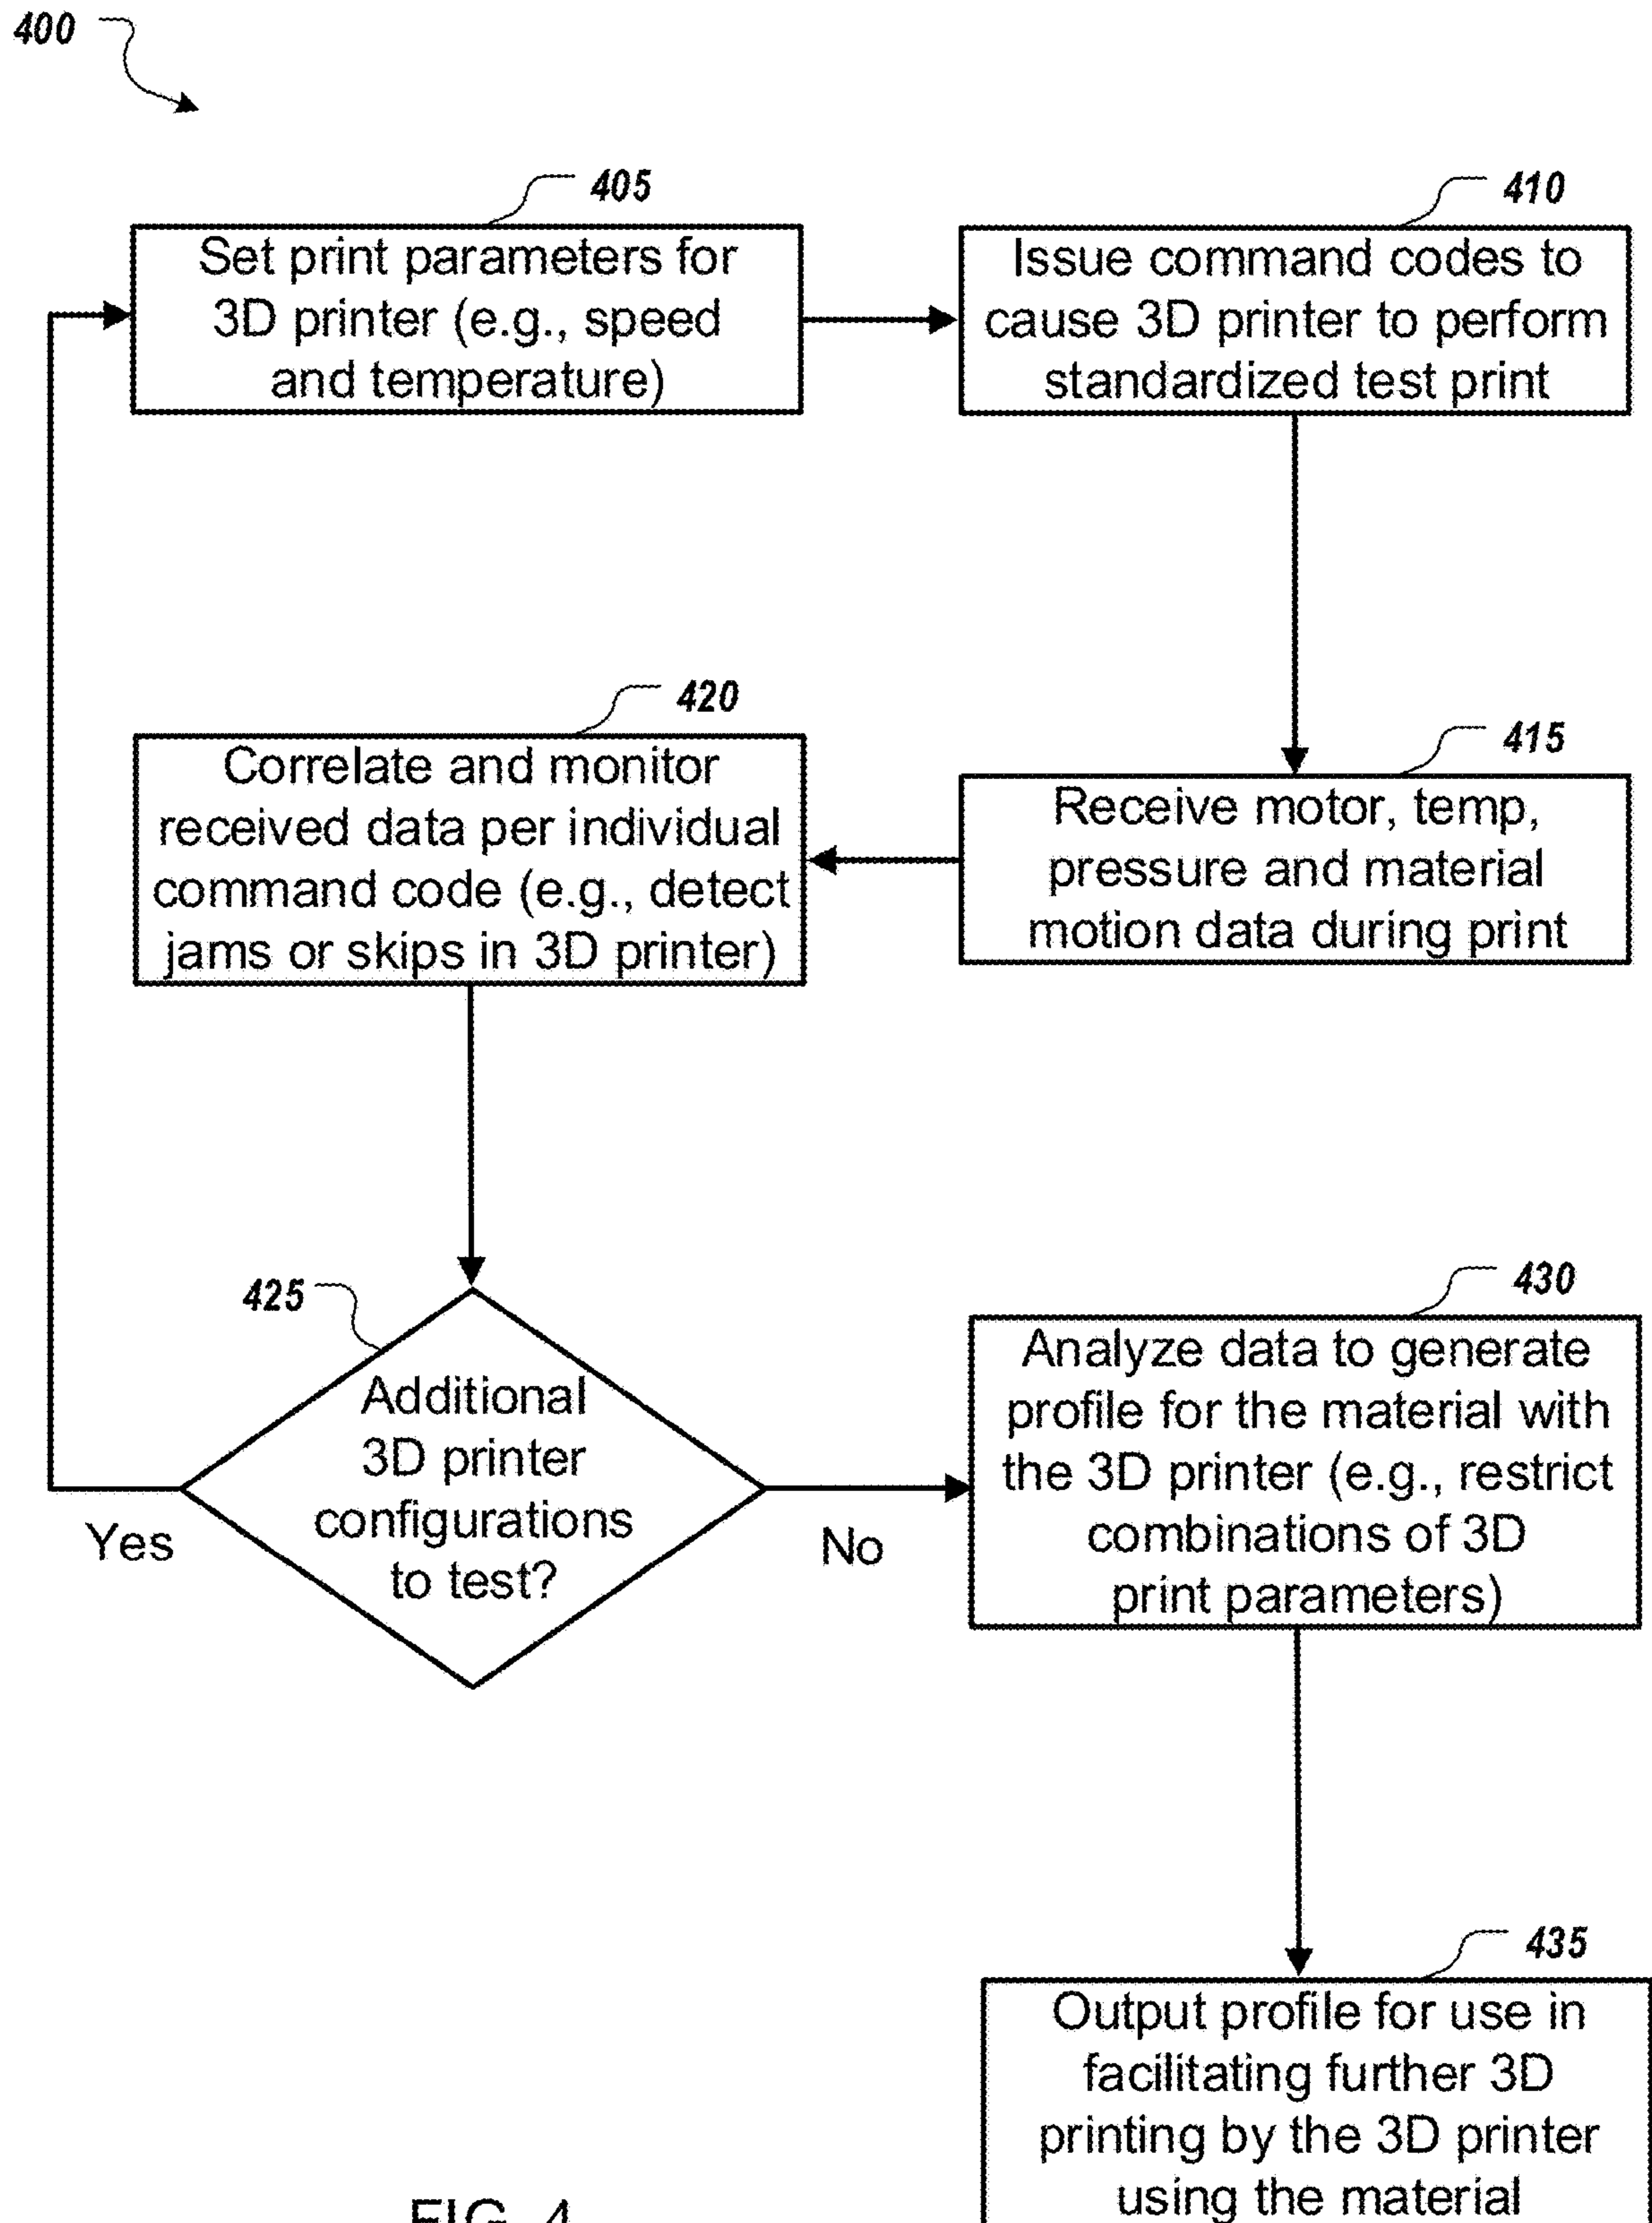 400
405
Set print parameters for
3D printer (e.g., speed
and temperature)
410
Issue command codes to
cause 3D printer to perform
standardized test print
415
Receive motor, temp,
pressure and material
motion data during print
420
Correlate and monitor
received data per individual
command code (e.g., detect
jams or skips in 3D printer)
425
Additional
3D printer
configurations
to test?
Yes
No
430
Analyze data to generate
profile for the material with
the 3D printer (e.g., restrict
combinations of 3D
print parameters)
435
Output profile for use in
facilitating further 3D
printing by the 3D printer
using the material
FIG. 4